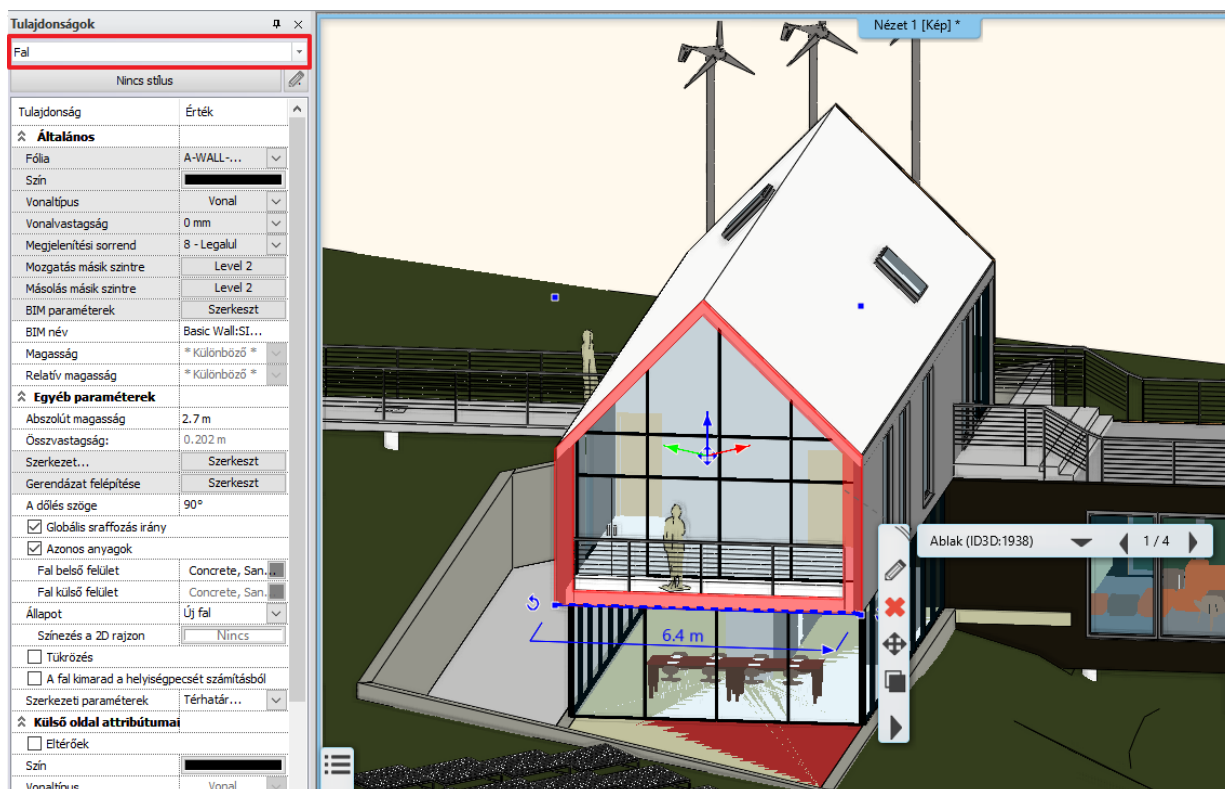 Tulajdonságok
Fal
Nincs stílus
Tulajdonság Érték
Általános
Fólia A-WALL-...
Szín
Vonaltípus Vonal
Vonalvastagság 0 mm
Megjelenítési sorrend 8 - Legalul
Mozgatás másik szintre Level 2
Másolás másik szintre Level 2
BIM paraméterek Szerkeszt
BIM név Basic Wall:SI...
Magasság * Különböző *
Relatív magasság * Különböző *
Egyéb paraméterek
Abszolút magasság 2.7 m
Összvastagság: 0.202 m
Szerkezet... Szerkeszt
Gerendázat felépítése Szerkeszt
A dőlés szöge 90°
Globális sraffozás irány
Azonos anyagok
Fal belső felület Concrete, San...
Fal külső felület Concrete, San...
Állapot Új fal
Színezés a 2D rajzon Nincs
Tükrözés
A fal kimarad a helyiségpecsét számításból
Szerkezeti paraméterek Térhatár...
Külső oldal attribútumai
Eltérőek
Szín
Vonaltípus Vonal
Nézet 1 [Kép] *
Ablak (ID3D:1938) 1 / 4
6.4 m